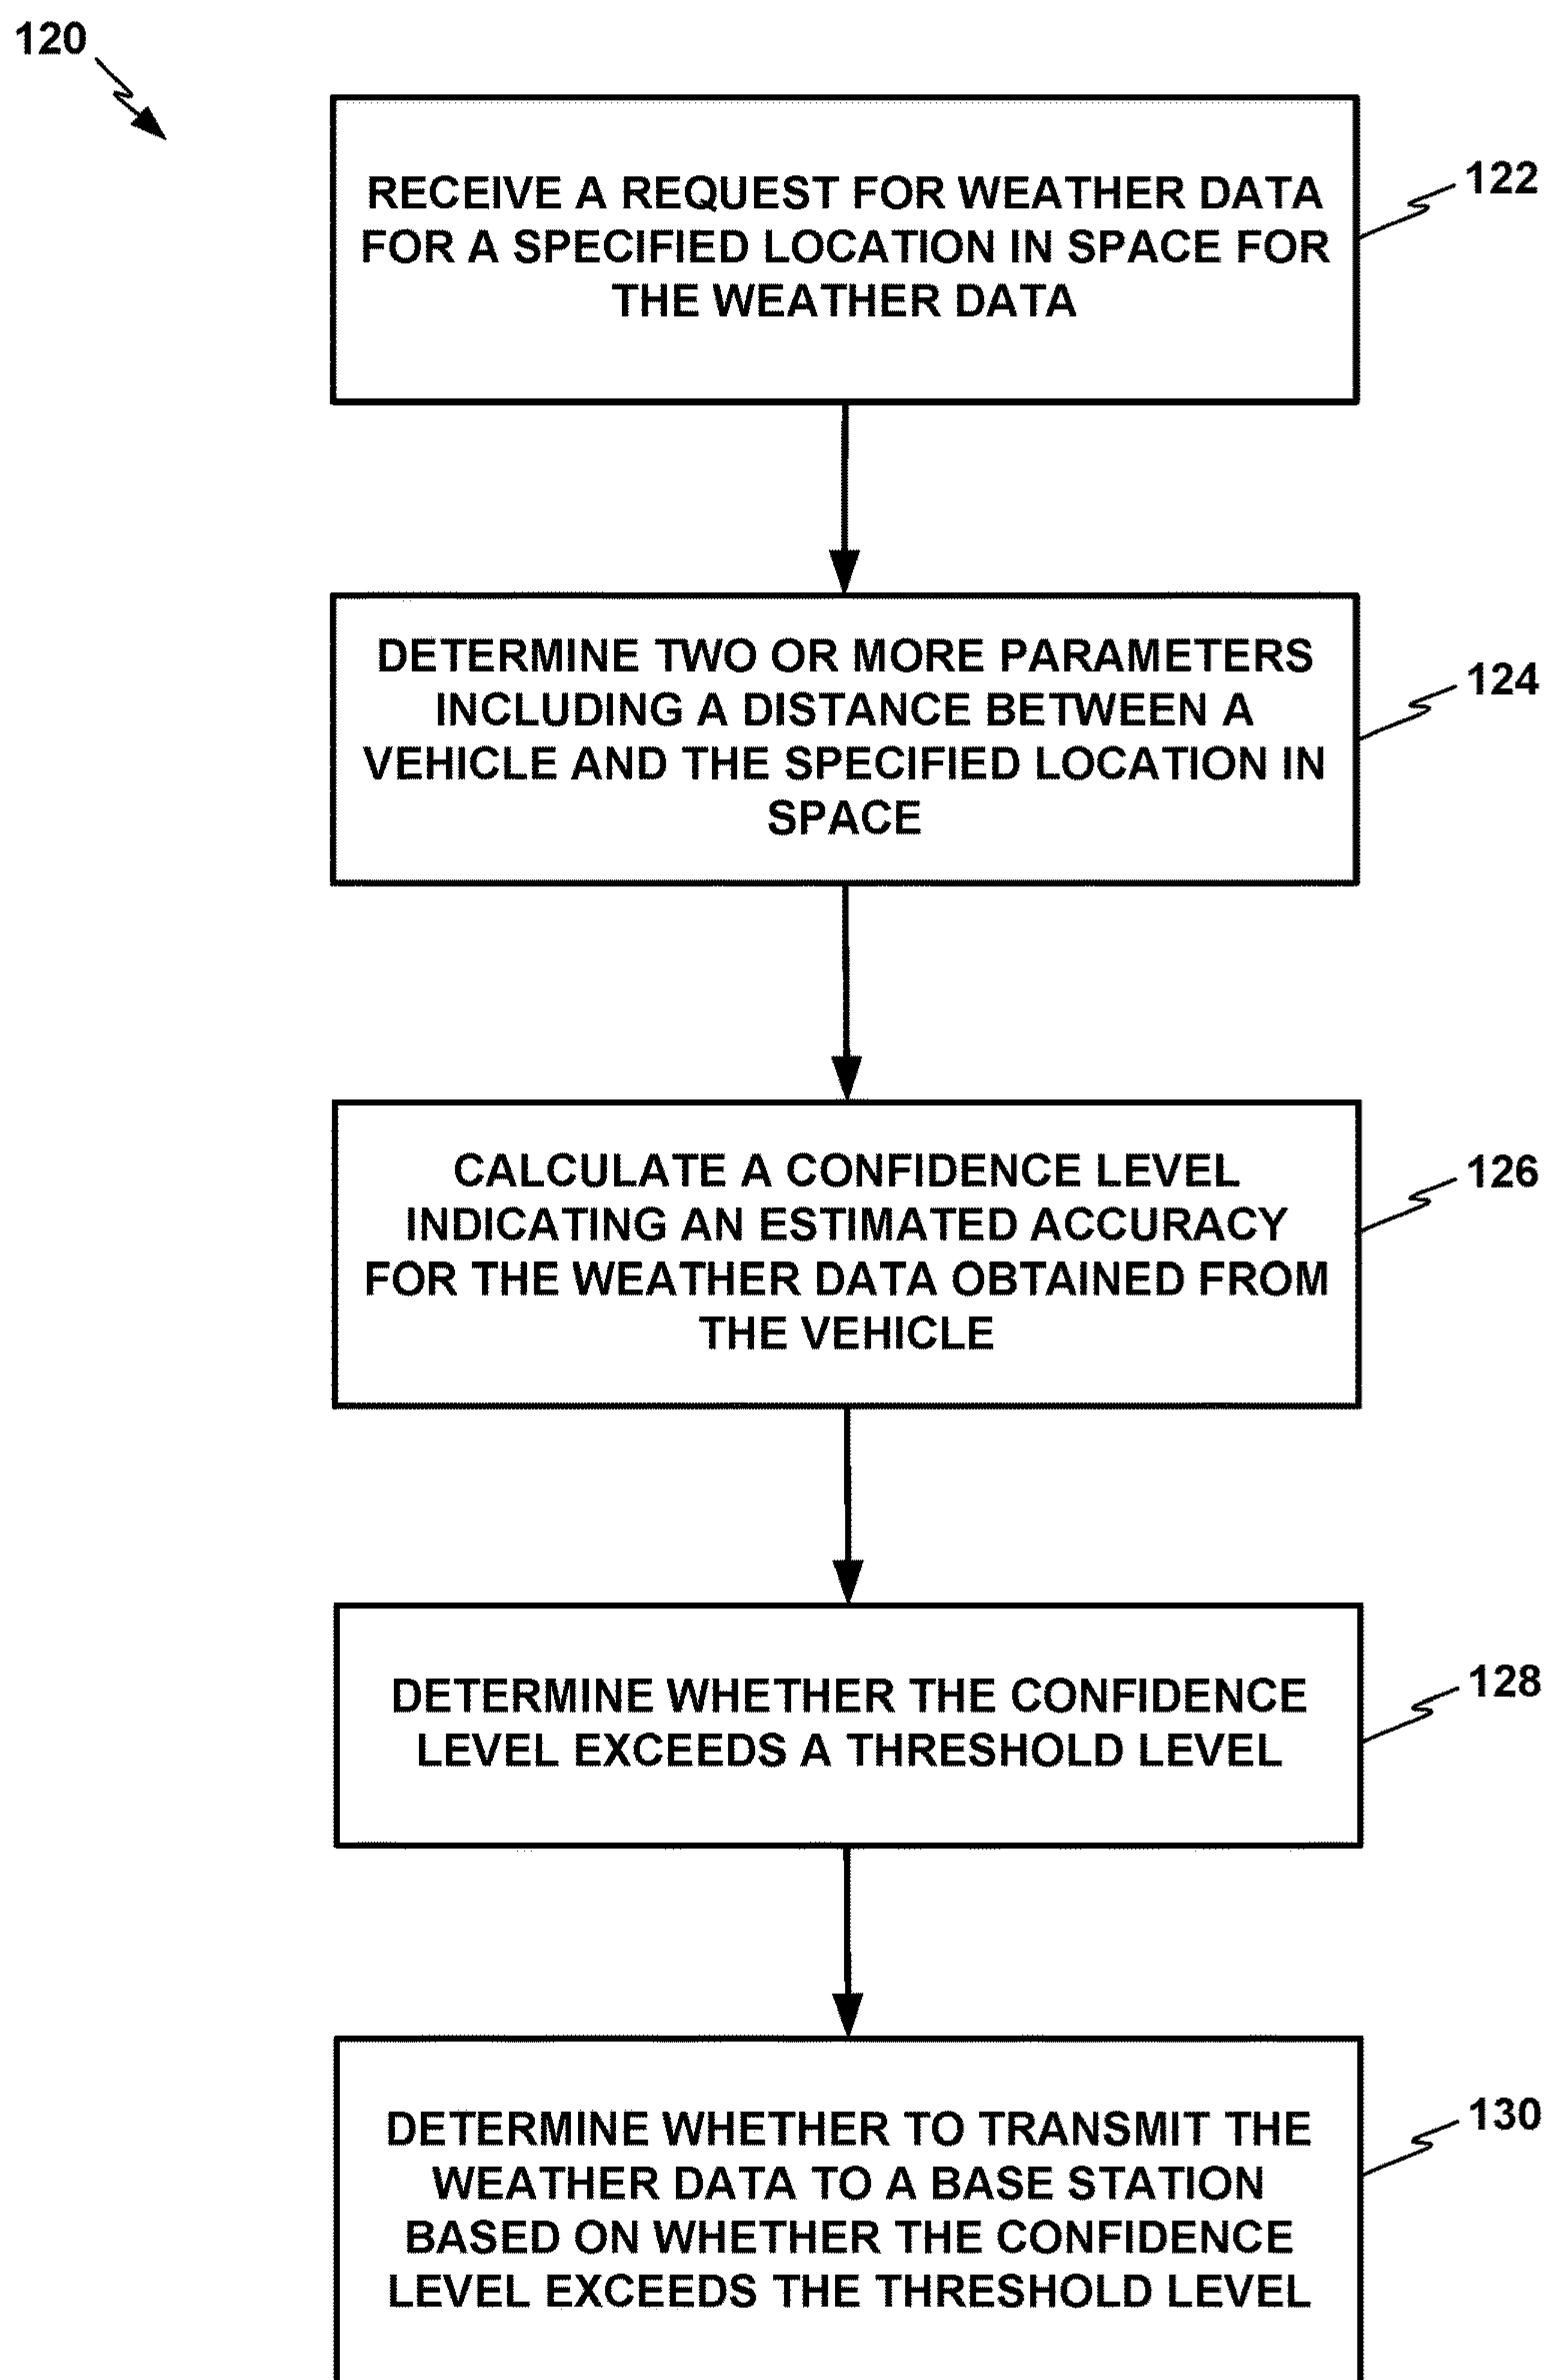 120
RECEIVE A REQUEST FOR WEATHER DATA
FOR A SPECIFIED LOCATION IN SPACE FOR
THE WEATHER DATA
122
DETERMINE TWO OR MORE PARAMETERS
INCLUDING A DISTANCE BETWEEN A
VEHICLE AND THE SPECIFIED LOCATION IN
SPACE
124
CALCULATE A CONFIDENCE LEVEL
INDICATING AN ESTIMATED ACCURACY
FOR THE WEATHER DATA OBTAINED FROM
THE VEHICLE
126
DETERMINE WHETHER THE CONFIDENCE
LEVEL EXCEEDS A THRESHOLD LEVEL
128
DETERMINE WHETHER TO TRANSMIT THE
WEATHER DATA TO A BASE STATION
BASED ON WHETHER THE CONFIDENCE
LEVEL EXCEEDS THE THRESHOLD LEVEL
130